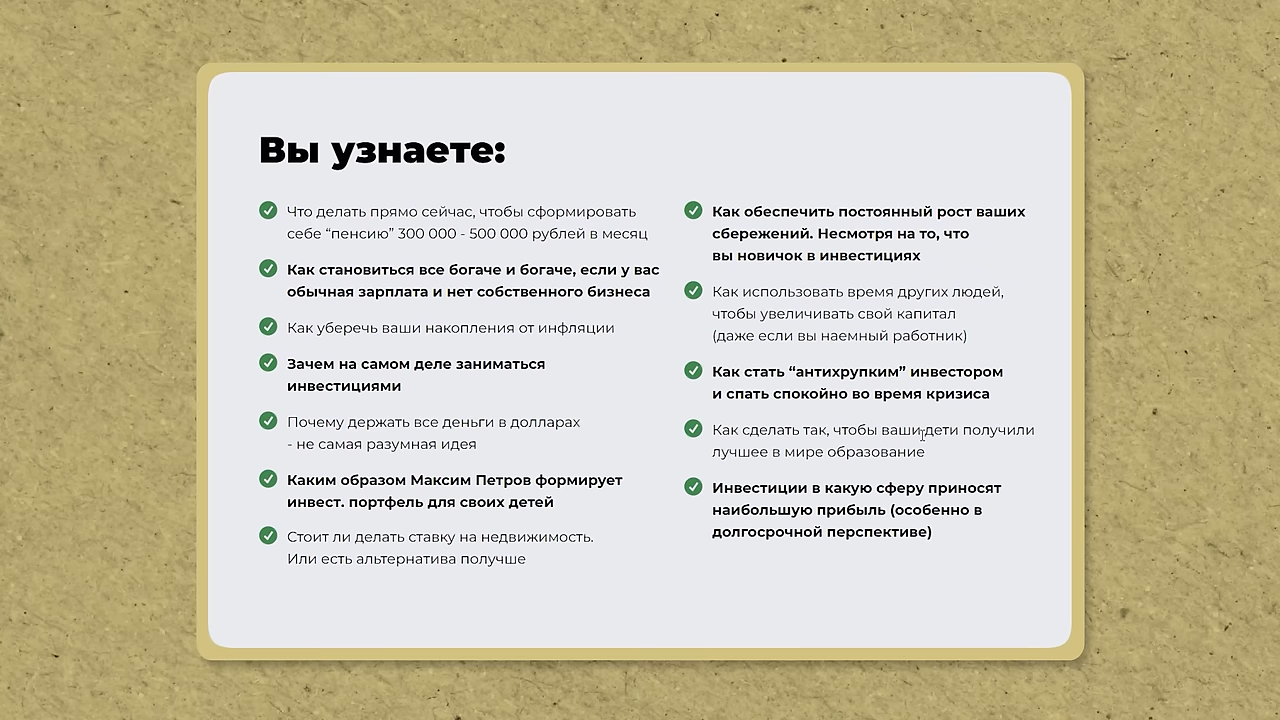 Вы узнаете:
Что делать прямо сейчас, чтобы сформировать
себе “пенсию” 300 000 - 500 000 рублей в месяц
Как становиться все богаче и богаче, если у вас
обычная зарплата и нет собственного бизнеса
Как уберечь ваши накопления от инфляции
Зачем на самом деле заниматься
инвестициями
Почему держать все деньги в долларах
- не самая разумная идея
Каким образом Максим Петров формирует
инвест. портфель для своих детей
Стоит ли делать ставку на недвижимость.
Или есть альтернатива получше
Как обеспечить постоянный рост ваших
сбережений. Несмотря на то, что
вы новичок в инвестициях
Как использовать время других людей,
чтобы увеличивать свой капитал
(даже если вы наемный работник)
Как стать “антихрупким” инвестором
и спать спокойно во время кризиса
Как сделать так, чтобы ваши дети получили
лучшее в мире образование
Инвестиции в какую сферу приносят
наибольшую прибыль (особенно в
долгосрочной перспективе)